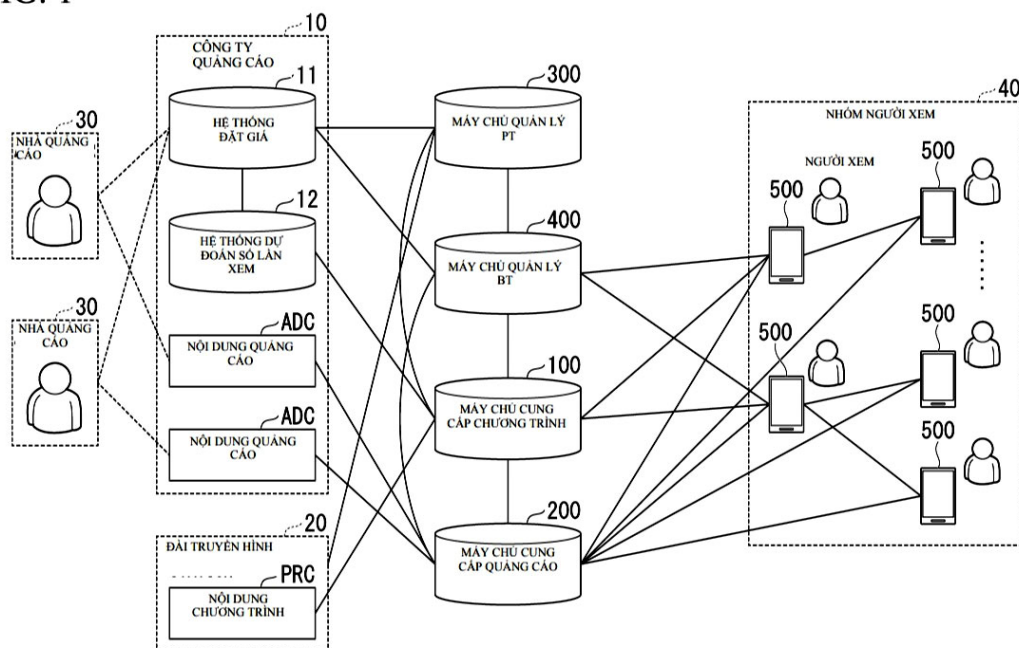 10
CÔNG TY
QUẢNG CÁO
11
HỆ THỐNG
ĐẶT GIÁ
12
HỆ THỐNG DỰ
ĐOÁN SỐ LẦN
XEM
ADC
NỘI DUNG QUẢNG
CÁO
ADC
NỘI DUNG QUẢNG
CÁO
30
NHÀ QUẢNG
CÁO
30
NHÀ QUẢNG
CÁO
20
ĐÀI TRUYỀN HÌNH
PRC
NỘI DUNG
CHƯƠNG TRÌNH
300
MÁY CHỦ QUẢN LÝ
PT
400
MÁY CHỦ QUẢN LÝ
BT
100
MÁY CHỦ CUNG
CẤP CHƯƠNG TRÌNH
200
MÁY CHỦ CUNG
CẤP QUẢNG CÁO
40
NHÓM NGƯỜI XEM
NGƯỜI XEM
500
500
500
500
500